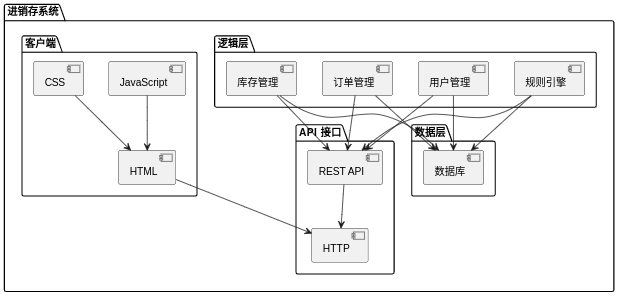 进销存系统
客户端
逻辑层
CSS
JavaScript
库存管理
订单管理
用户管理
规则引擎
API 接口
数据层
HTML
REST API
数据库
HTTP